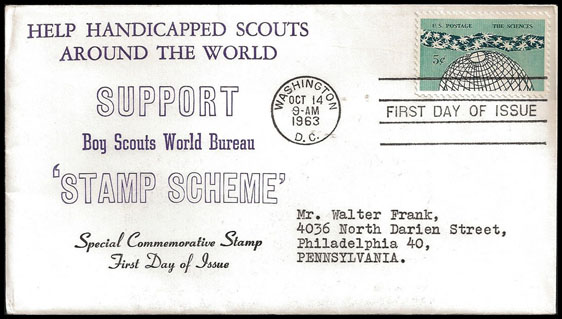 HELP HANDICAPPED SCOUTS
AROUND THE WORLD
SUPPORT
Boy Scouts World Bureau
'STAMP SCHEME'
Special Commemorative Stamp
First Day of Issue
WASHINGTON
OCT 14
9-AM
1963
D.C.
U.S. POSTAGE THE SCIENCES
5¢
FIRST DAY OF ISSUE
Mr. Walter Frank,
4036 North Darien Street,
Philadelphia 40,
PENNSYLVANIA.